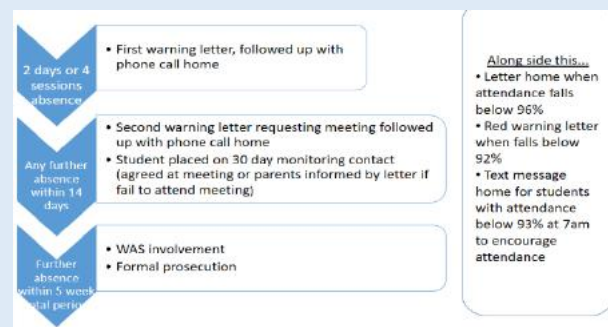 2 days or 4
sessions
absence
• First warning letter, followed up with
phone call home
Any further
absence
within 14
days
• Second warning letter requesting meeting followed
up with phone call home
• Student placed on 30 day monitoring contact
(agreed at meeting or parents informed by letter if
fail to attend meeting)
Further
absence
within 5 week
• WAS involvement
• Formal prosecution
Along side this...
• Letter home when
attendance falls
below 96%
• Red warning letter
when falls below
92%
• Text message
home for students
with attendance
below 93% at 7am
to encourage
attendance